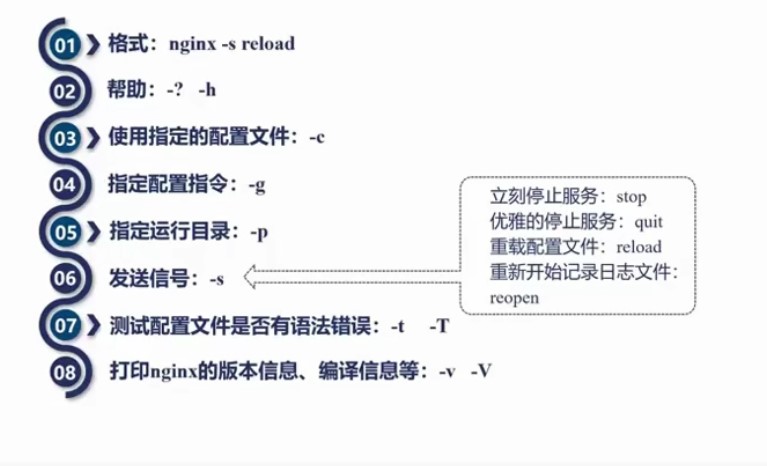 01 格式：nginx -s reload
02 帮助：-? -h
03 使用指定的配置文件：-c
04 指定配置指令：-g
05 指定运行目录：-p
06 发送信号：-s
立刻停止服务：stop
优雅的停止服务：quit
重载配置文件：reload
重新开始记录日志文件：
reopen
07 测试配置文件是否有语法错误：-t -T
08 打印nginx的版本信息、编译信息等：-v -V